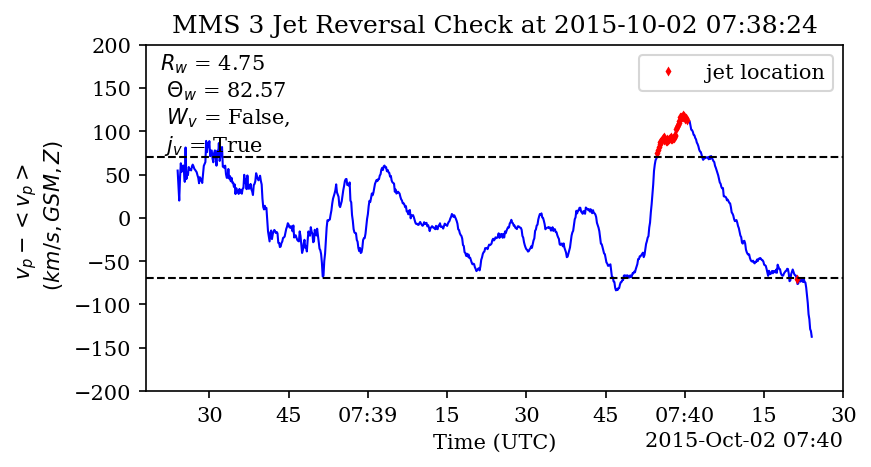 MMS 3 Jet Reversal Check at 2015-10-02 07:38:24
R_w = 4.75
Θ_w = 82.57
W_v = False,
j_v = True
jet location
v_p - < v_p >
(km/s, GSM, Z)
200
150
100
50
0
−50
−100
−150
−200
30 45 07:39 15 30 45 07:40 15 30
Time (UTC)
2015-Oct-02 07:40